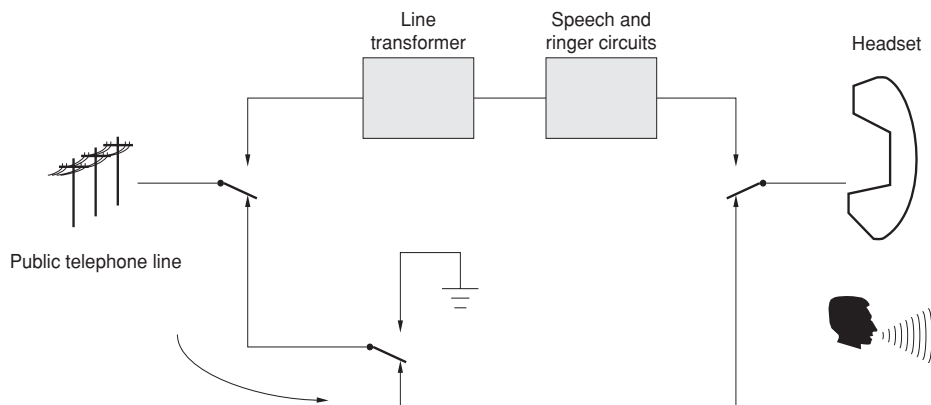 Line
transformer
Speech and
ringer circuits
Headset
Public telephone line